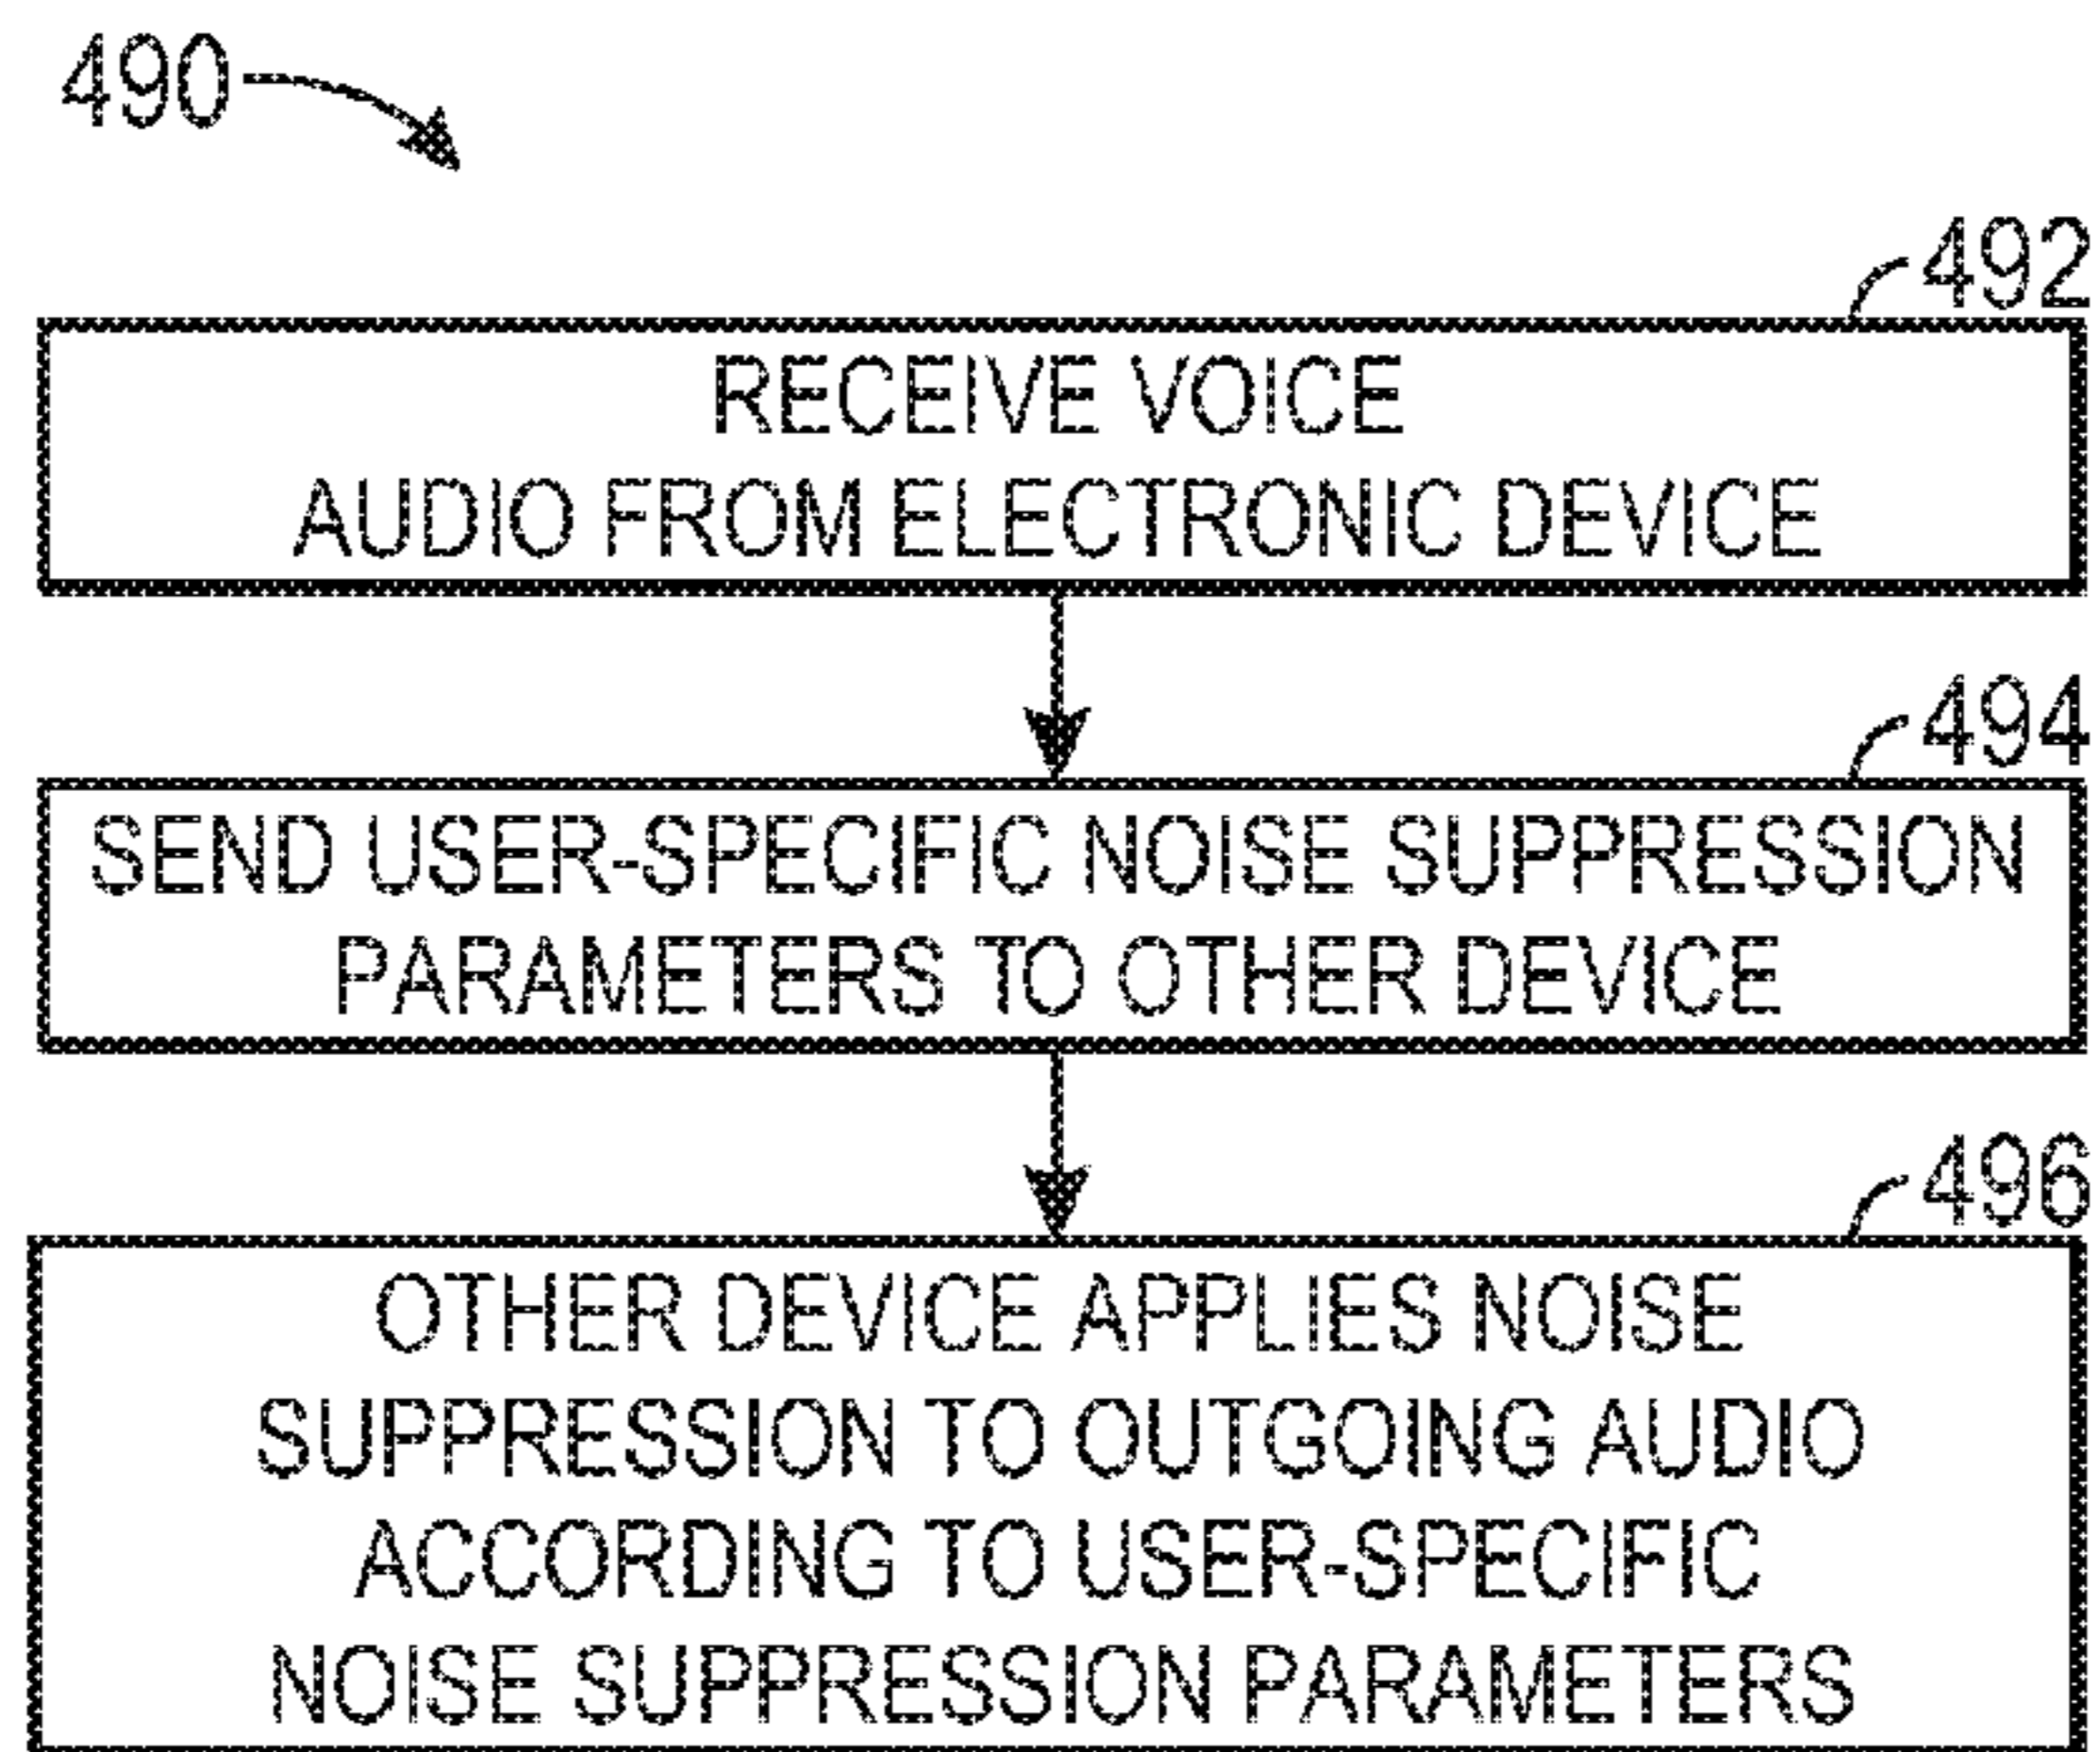 490
492
RECEIVE VOICE
AUDIO FROM ELECTRONIC DEVICE
494
SEND USER-SPECIFIC NOISE SUPPRESSION
PARAMETERS TO OTHER DEVICE
496
OTHER DEVICE APPLIES NOISE
SUPPRESSION TO OUTGOING AUDIO
ACCORDING TO USER-SPECIFIC
NOISE SUPPRESSION PARAMETERS